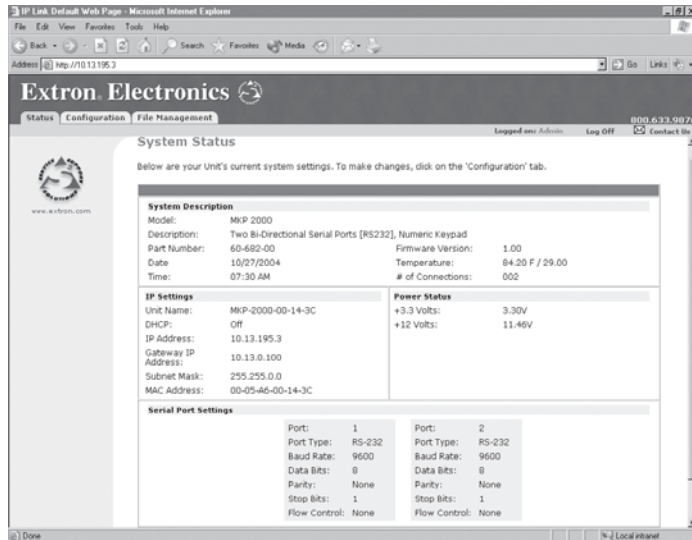 IP Link Default Web Page - Microsoft Internet Explorer
File Edit View Favorites Tools Help
Back Search Favorites Media
Address http://10.13.195.3 Go Links
Extron Electronics
Status Configuration File Management
800.633.987
Logged on: Admin Log Off Contact Us
www.extron.com
System Status
Below are your Unit's current system settings. To make changes, click on the 'Configuration' tab.
System Description
Model: MKP 2000
Description: Two Bi-Directional Serial Ports [RS232], Numeric Keypad
Part Number: 60-682-00 Firmware Version: 1.00
Date 10/27/2004 Temperature: 84.20 F / 29.00
Time: 07:30 AM # of Connections: 002
IP Settings Power Status
Unit Name: MKP-2000-00-14-3C +3.3 Volts: 3.30V
DHCP: Off +12 Volts: 11.46V
IP Address: 10.13.195.3
Gateway IP Address: 10.13.0.100
Subnet Mask: 255.255.0.0
MAC Address: 00-05-A6-00-14-3C
Serial Port Settings
Port: 1 Port: 2
Port Type: RS-232 Port Type: RS-232
Baud Rate: 9600 Baud Rate: 9600
Data Bits: 8 Data Bits: 8
Parity: None Parity: None
Stop Bits: 1 Stop Bits: 1
Flow Control: None Flow Control: None
Done Local intranet